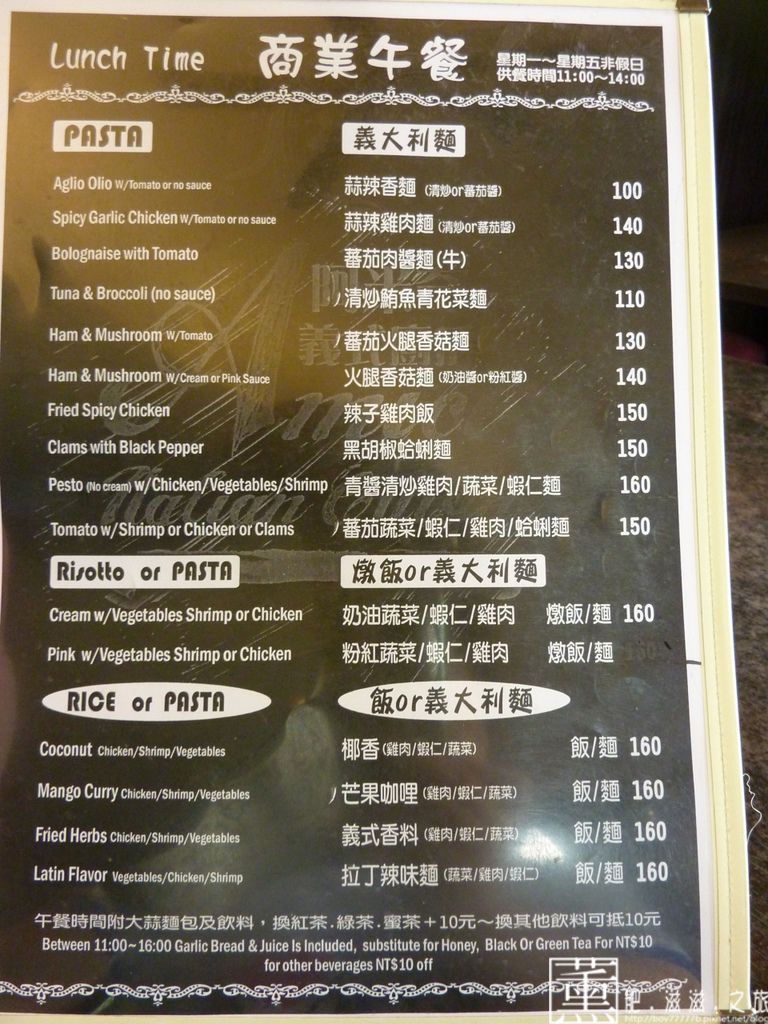 Lunch Time 商業午餐 星期一～星期五非假日
供餐時間11:00～14:00
PASTA 義大利麵
Aglio Olio W/Tomato or no sauce 蒜辣香麵 (清炒or蕃茄醬) 100
Spicy Garlic Chicken W/Tomato or no sauce 蒜辣雞肉麵 (清炒or蕃茄醬) 140
Bolognaise with Tomato 蕃茄肉醬麵(牛) 130
Tuna & Broccoli (no sauce) 清炒鮪魚青花菜麵 110
Ham & Mushroom W/Tomato 蕃茄火腿香菇麵 130
Ham & Mushroom W/Cream or Pink Sauce 火腿香菇麵 (奶油醬or粉紅醬) 140
Fried Spicy Chicken 辣子雞肉飯 150
Clams with Black Pepper 黑胡椒蛤蜊麵 150
Pesto (No cream) w/Chicken/Vegetables/Shrimp 青醬清炒雞肉/蔬菜/蝦仁麵 160
Tomato w/Shrimp or Chicken or Clams 蕃茄蔬菜/蝦仁/雞肉/蛤蜊麵 150
Risotto or PASTA 燉飯or義大利麵
Cream w/Vegetables Shrimp or Chicken 奶油蔬菜/蝦仁/雞肉 燉飯/麵 160
Pink w/Vegetables Shrimp or Chicken 粉紅蔬菜/蝦仁/雞肉 燉飯/麵 160
RICE or PASTA 飯or義大利麵
Coconut Chicken/Shrimp/Vegetables 椰香 (雞肉/蝦仁/蔬菜) 飯/麵 160
Mango Curry Chicken/Shrimp/Vegetables 芒果咖哩 (雞肉/蝦仁/蔬菜) 飯/麵 160
Fried Herbs Chicken/Shrimp/Vegetables 義式香料 (雞肉/蝦仁/蔬菜) 飯/麵 160
Latin Flavor Vegetables/Chicken/Shrimp 拉丁辣味麵 (蔬菜/雞肉/蝦仁) 飯/麵 160
午餐時間附大蒜麵包及飲料，換紅茶.綠茶.蜜茶＋10元～換其他飲料可抵10元
Between 11:00~16:00 Garlic Bread & Juice Is Included, substitute for Honey, Black Or Green Tea For NT$10
for other beverages NT$10 off
薰 肥.滋滋.之旅